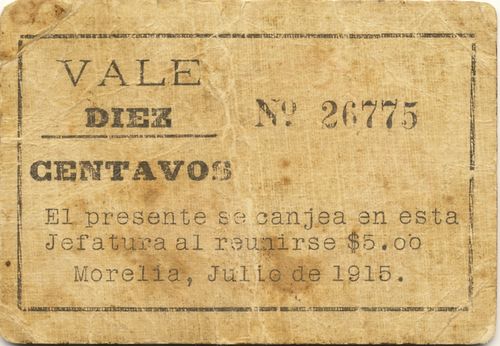 VALE
DIEZ
CENTAVOS
Nº 26775
El presente se canjea en esta
Jefatura al reunirse $5.00
Morelia, Julio de 1915.